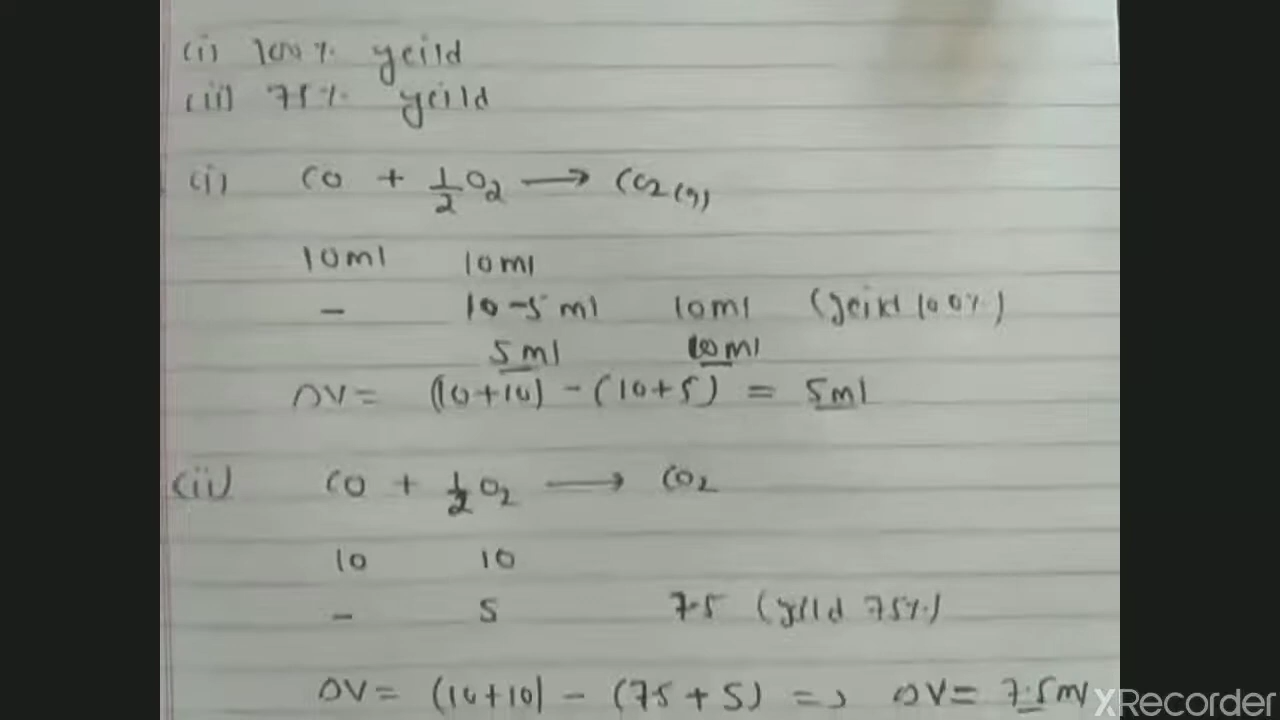 (i) 100% yeild
(ii) 75% yeild
(i) CO + 1/2 O2 → CO2(g)
10ml 10ml
– 10-5 ml 10ml (yeild 100%)
5ml 10ml
ΔV = (10+10) - (10+5) = 5ml
(ii) CO + 1/2 O2 → CO2
10 10
– 5 7.5 (yeild 75%)
ΔV = (10+10) - (7.5 + 5) => ΔV = 7.5ml
XRecorder